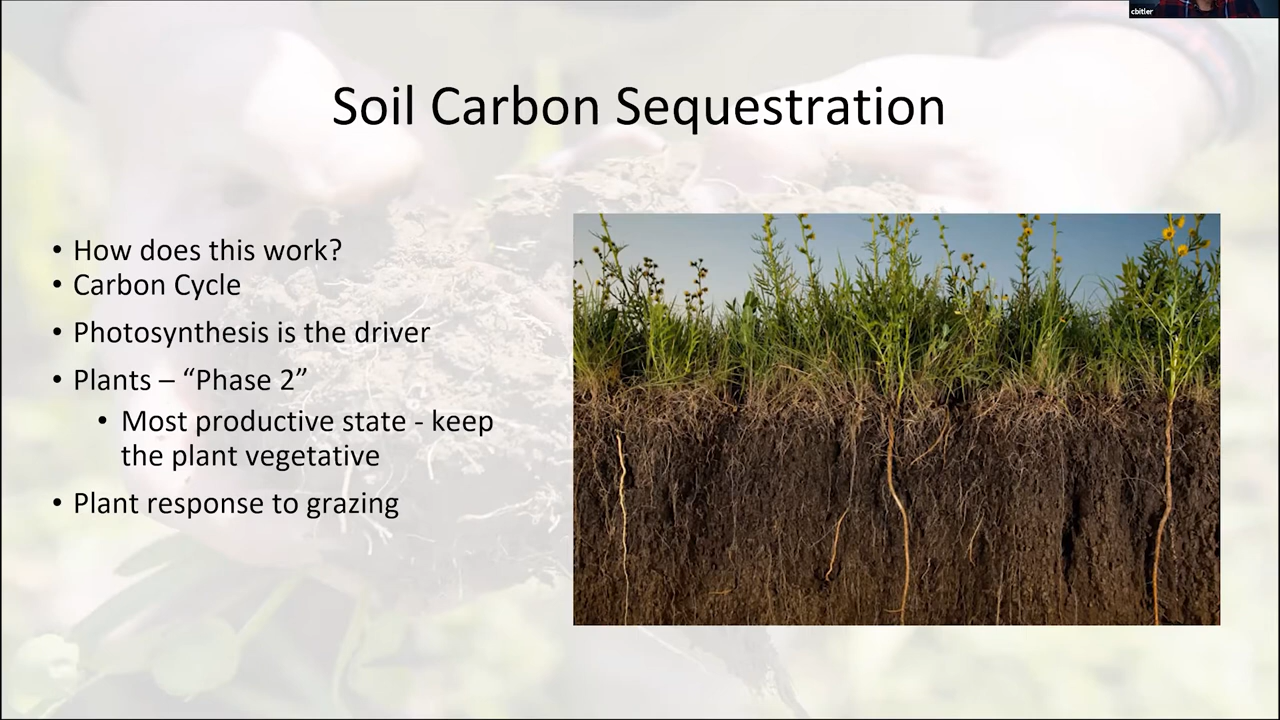 cbitler
Soil Carbon Sequestration
• How does this work?
• Carbon Cycle
• Photosynthesis is the driver
• Plants – “Phase 2”
• Most productive state - keep
the plant vegetative
• Plant response to grazing